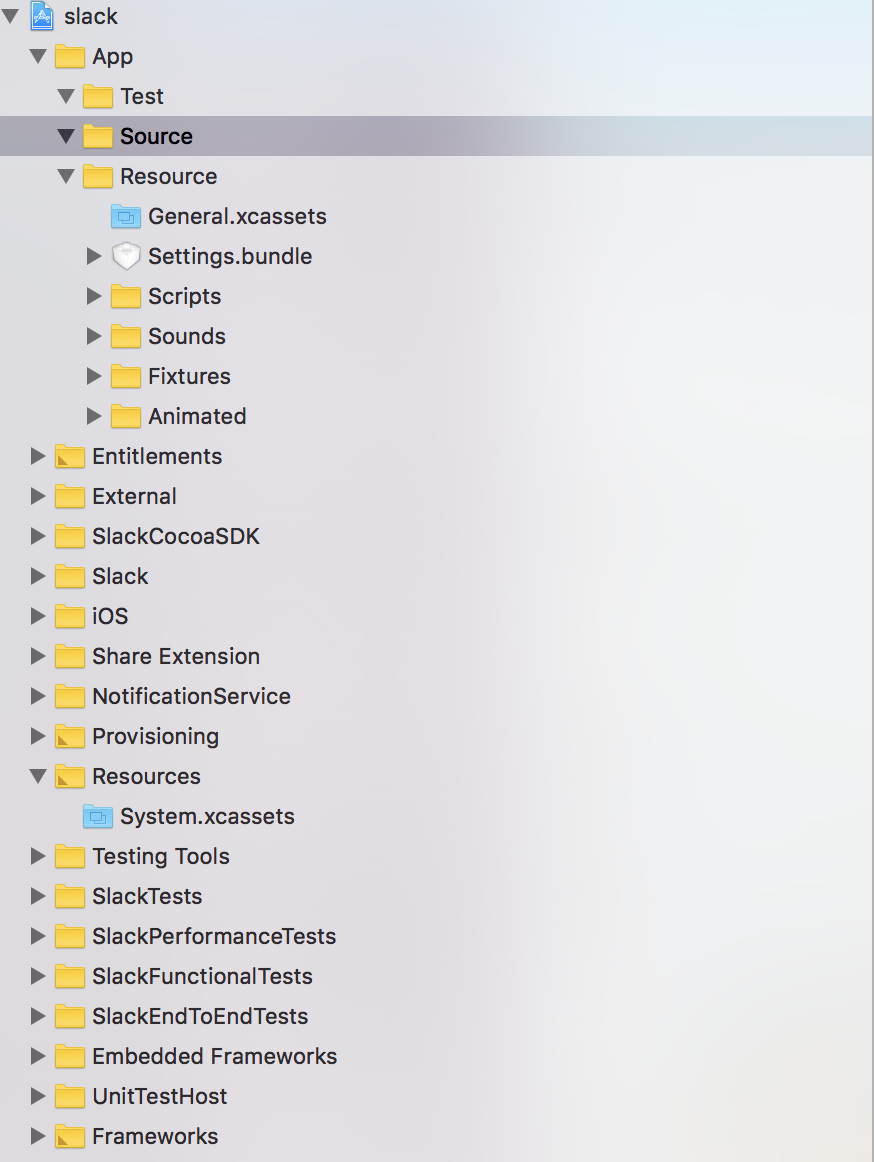 slack
App
Test
Source
Resource
General.xcassets
Settings.bundle
Scripts
Sounds
Fixtures
Animated
Entitlements
External
SlackCocoaSDK
Slack
iOS
Share Extension
NotificationService
Provisioning
Resources
System.xcassets
Testing Tools
SlackTests
SlackPerformanceTests
SlackFunctionalTests
SlackEndToEndTests
Embedded Frameworks
UnitTestHost
Frameworks